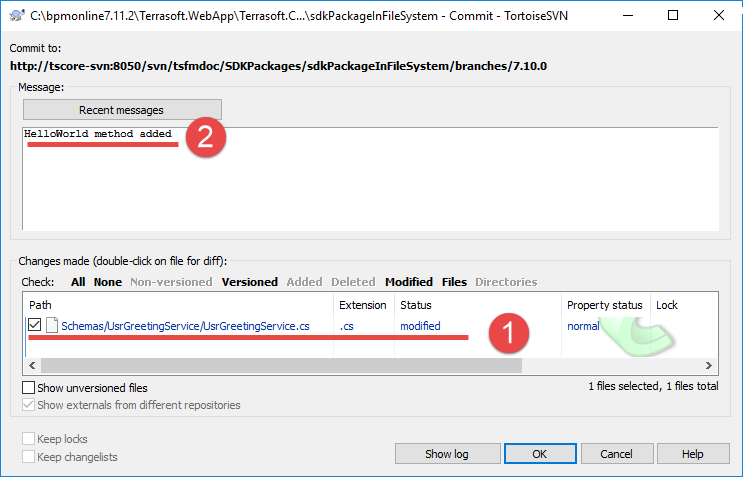 C:\bpmonline7.11.2\Terrasoft.WebApp\Terrasoft.C...\sdkPackageInFileSystem - Commit - TortoiseSVN
Commit to:
http://tscore-svn:8050/svn/tsfmdoc/SDKPackages/sdkPackageInFileSystem/branches/7.10.0
Message:
Recent messages
HelloWorld method added
2
Changes made (double-click on file for diff):
Check: All None Non-versioned Versioned Added Deleted Modified Files Directories
Path Extension Status Property status Lock
Schemas/UsrGreetingService/UsrGreetingService.cs .cs modified normal
1
Show unversioned files 1 files selected, 1 files total
Show externals from different repositories
Keep locks
Keep changelists
Show log OK Cancel Help